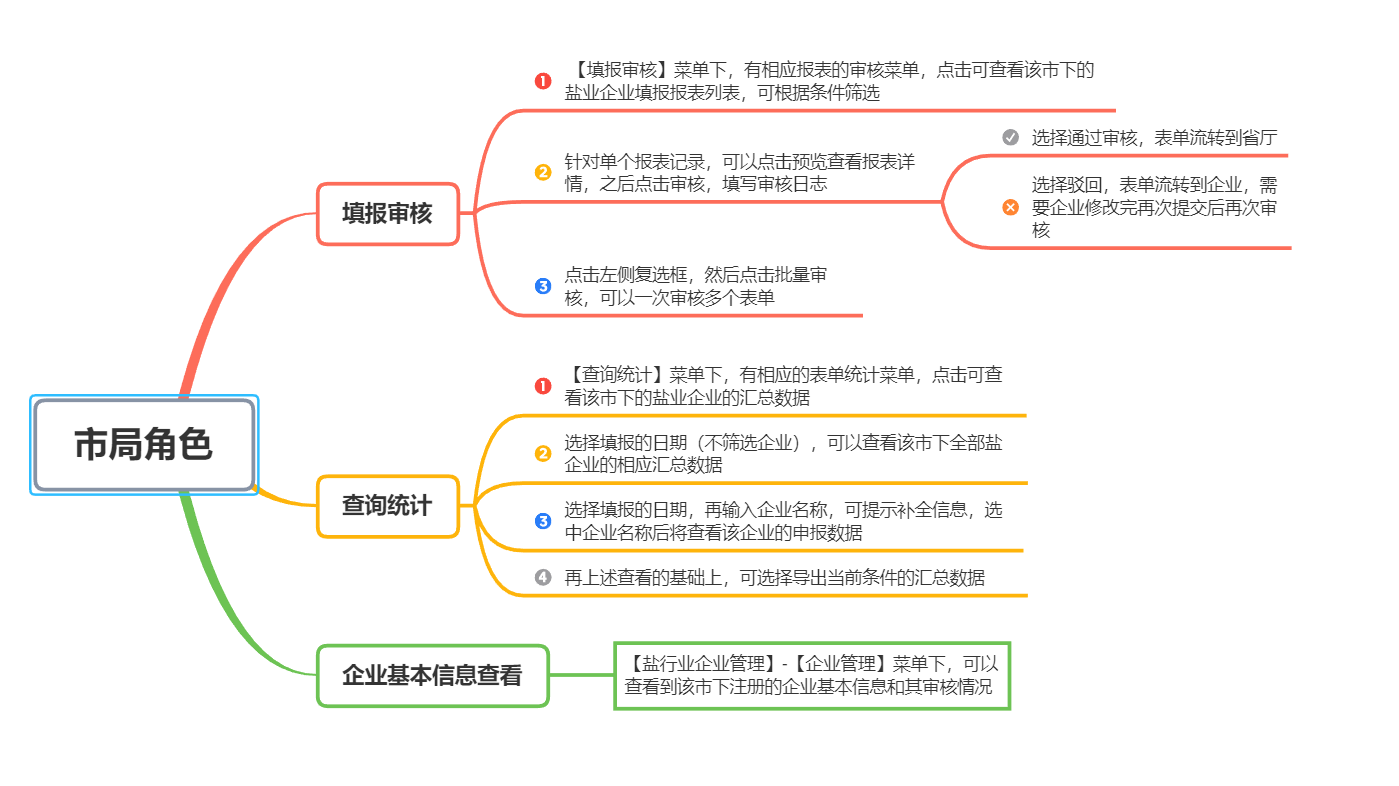 市局角色
填报审核
1
【填报审核】菜单下，有相应报表的审核菜单，点击可查看该市下的
盐业企业填报报表列表，可根据条件筛选
2
针对单个报表记录，可以点击预览查看报表详
情，之后点击审核，填写审核日志
选择通过审核，表单流转到省厅
选择驳回，表单流转到企业，需
要企业修改完再次提交后再次审
核
3
点击左侧复选框，然后点击批量审
核，可以一次审核多个表单
查询统计
1
【查询统计】菜单下，有相应的表单统计菜单，点击可查
看该市下的盐业企业的汇总数据
2
选择填报的日期（不筛选企业），可以查看该市下全部盐
企业的相应汇总数据
3
选择填报的日期，再输入企业名称，可提示补全信息，选
中企业名称后将查看该企业的申报数据
4
再上述查看的基础上，可选择导出当前条件的汇总数据
企业基本信息查看
【盐行业企业管理】-【企业管理】菜单下，可以
查看到该市下注册的企业基本信息和其审核情况